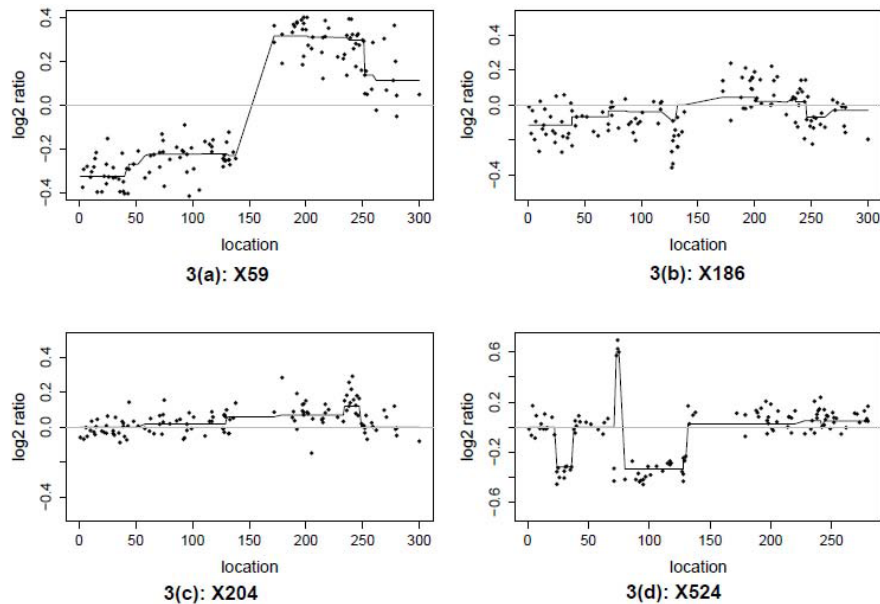 log2 ratio
0.4
0.2
0.0
-0.2
-0.4
0 50 100 150 200 250 300
location
3(a): X59
log2 ratio
0.4
0.2
0.0
-0.4
0 50 100 150 200 250 300
location
3(b): X186
log2 ratio
0.4
0.2
0.0
-0.4
0 50 100 150 200 250 300
location
3(c): X204
log2 ratio
0.6
0.2
-0.2
-0.6
0 50 100 150 200 250
location
3(d): X524